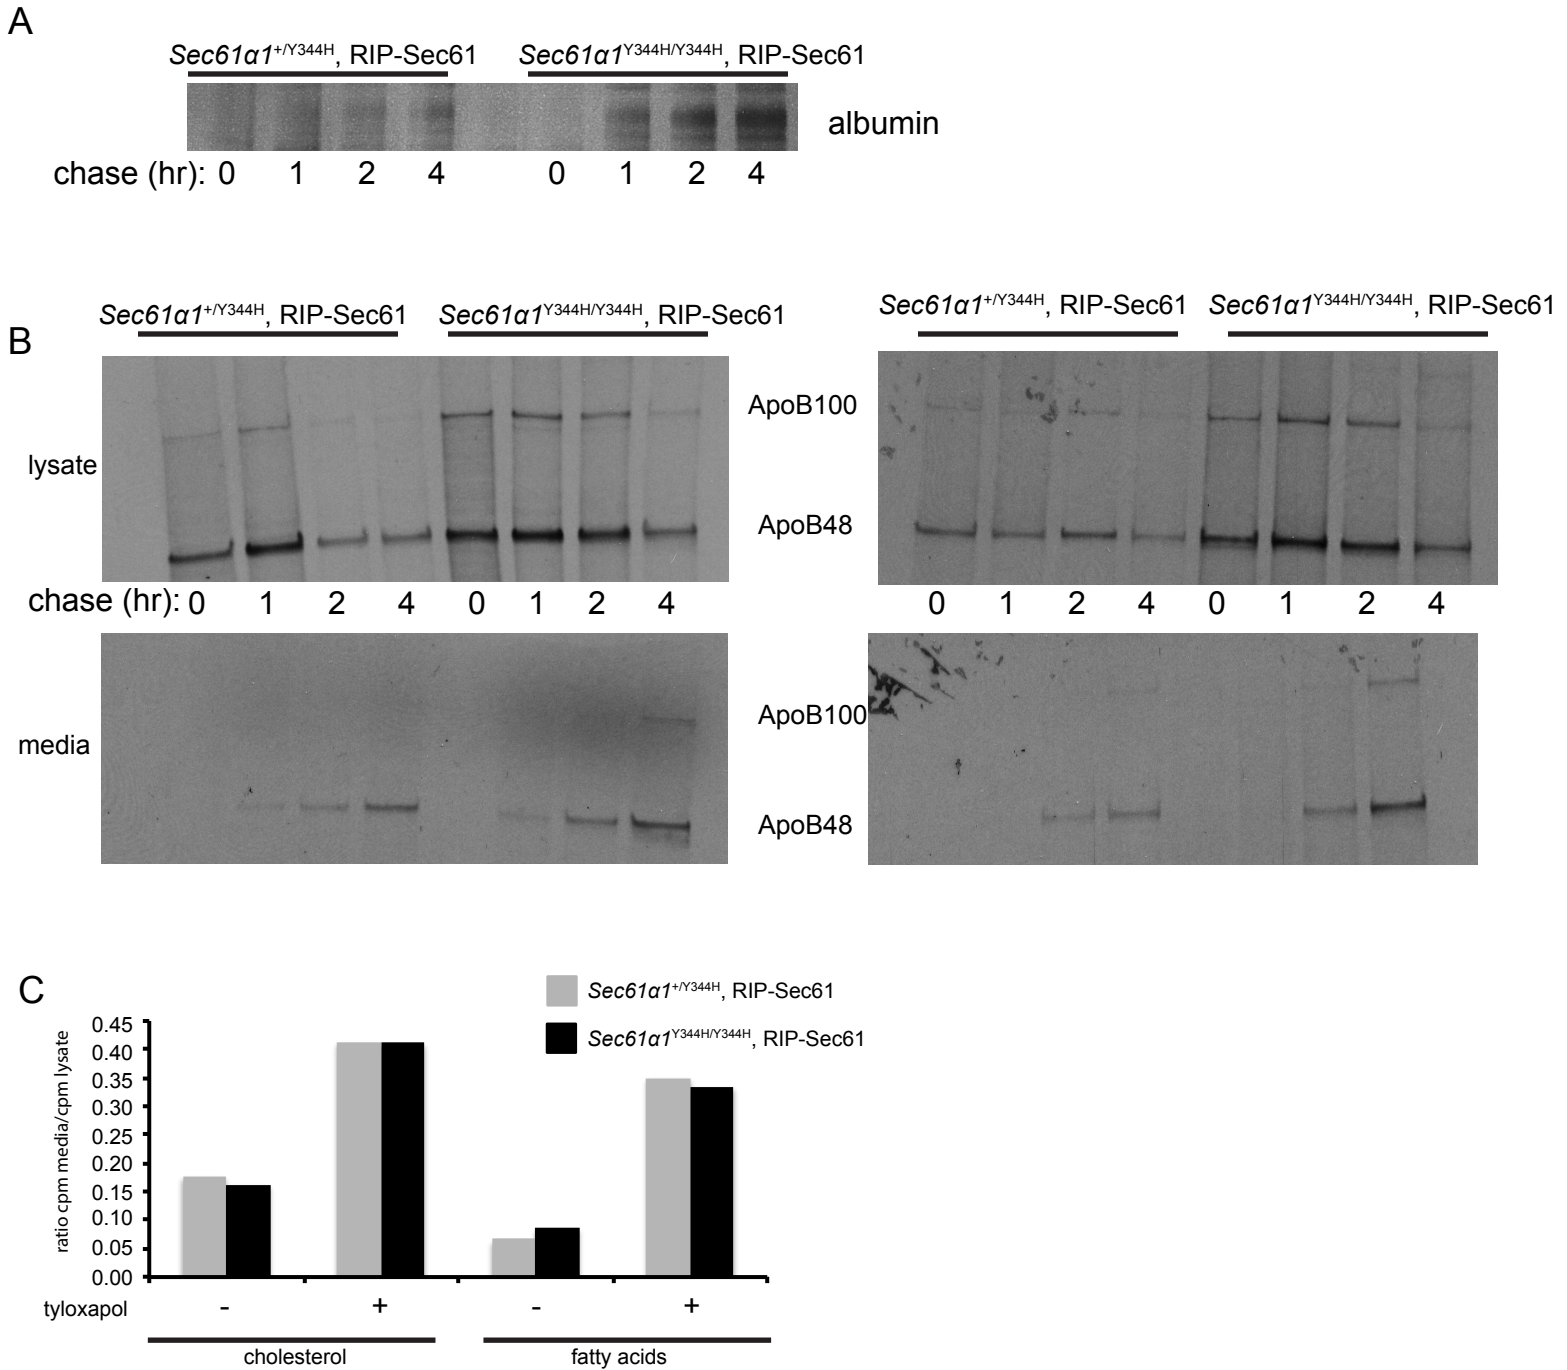 A
Sec61α1+/Y344H, RIP-Sec61 Sec61α1Y344H/Y344H, RIP-Sec61
albumin
chase (hr): 0 1 2 4 0 1 2 4
B
Sec61α1+/Y344H, RIP-Sec61 Sec61α1Y344H/Y344H, RIP-Sec61
Sec61α1+/Y344H, RIP-Sec61 Sec61α1Y344H/Y344H, RIP-Sec61
lysate
ApoB100
ApoB48
chase (hr): 0 1 2 4 0 1 2 4
0 1 2 4 0 1 2 4
media
ApoB100
ApoB48
C
Sec61α1+/Y344H, RIP-Sec61
Sec61α1Y344H/Y344H, RIP-Sec61
ratio cpm media/cpm lysate
0.45
0.40
0.35
0.30
0.25
0.20
0.15
0.10
0.05
0.00
tyloxapol - + - +
cholesterol fatty acids